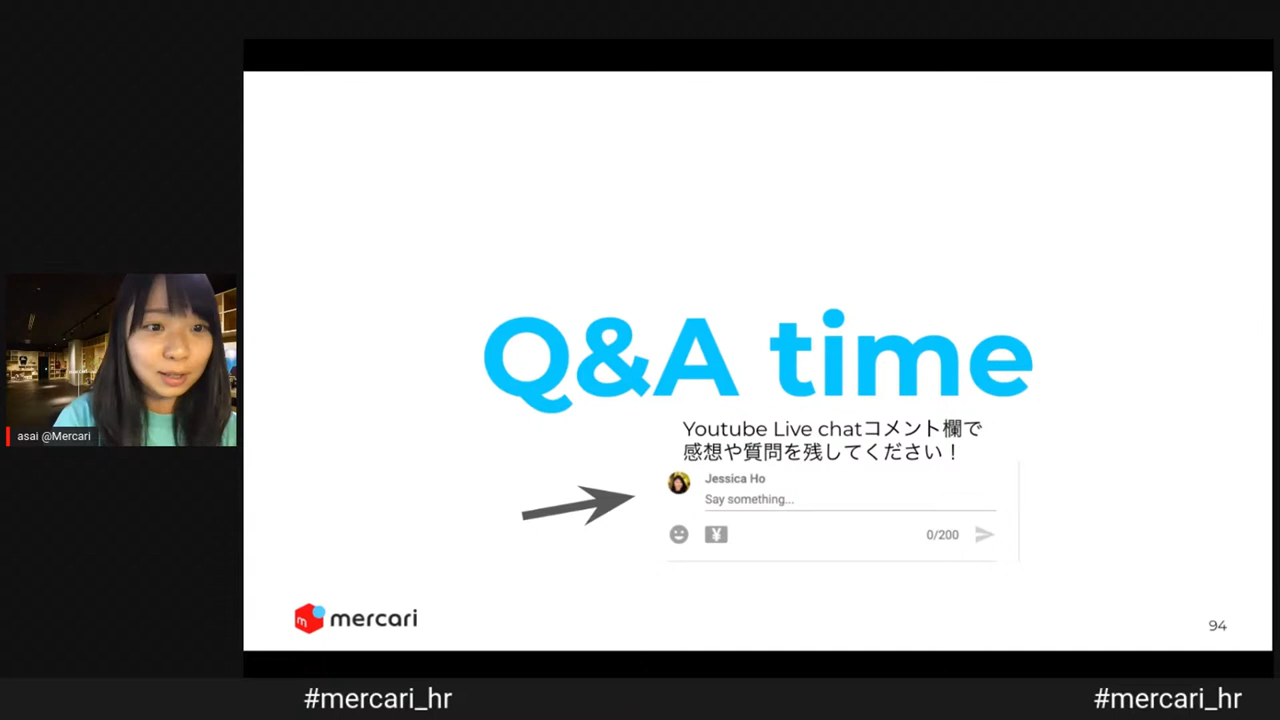 Q&A time
Youtube Live chatコメント欄で
感想や質問を残してください！
Jessica Ho
Say something...
¥
0/200
asai @Mercari
m mercari
94
#mercari_hr
#mercari_hr